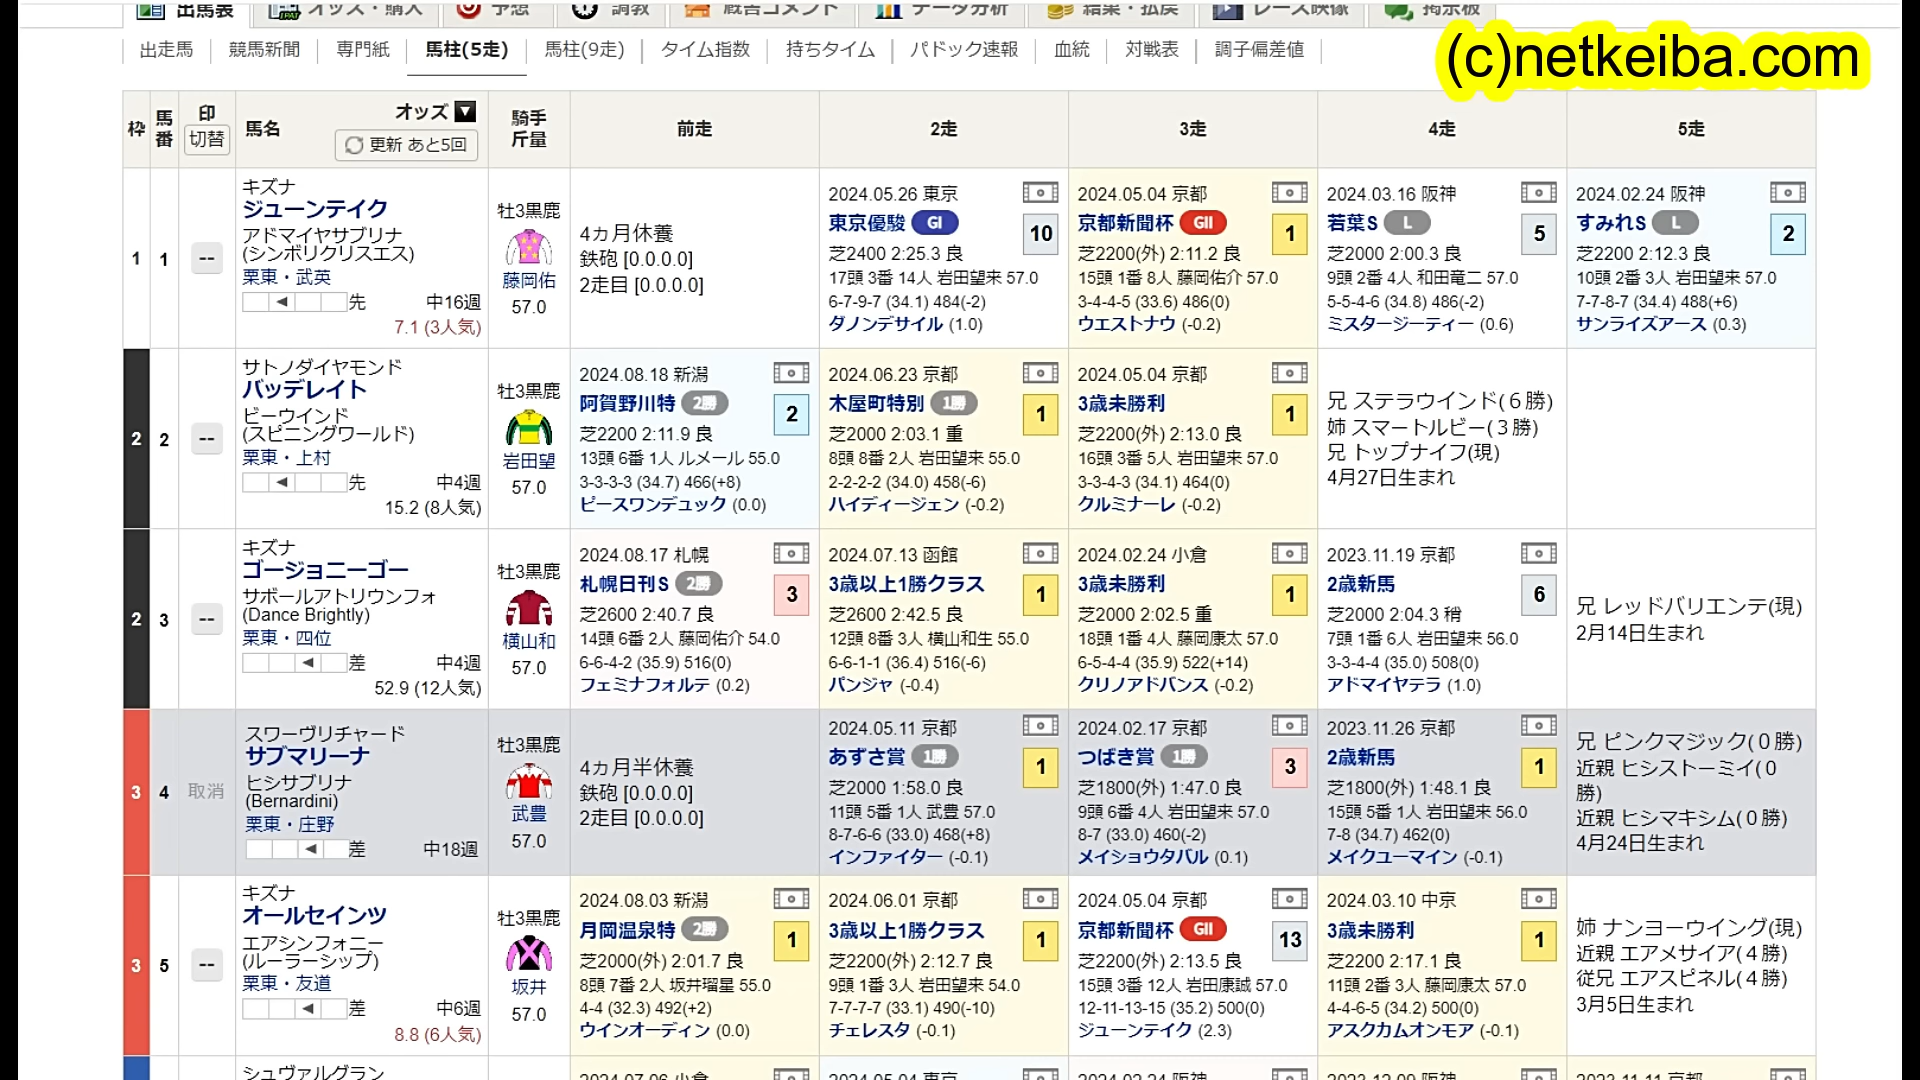 出馬表 オッズ・購入 予想 調教 厩舎コメント データ分析 結果・払戻 レース映像 掲示板
出走馬 競馬新聞 専門紙 馬柱(5走) 馬柱(9走) タイム指数 持ちタイム パドック速報 血統 対戦表 調子偏差値
(c)netkeiba.com
枠 馬番 印 切替 馬名 オッズ▼ 更新 あと5回 騎手 斤量 前走 2走 3走 4走 5走
1 1 --
キズナ
ジューンテイク
アドマイヤサブリナ
(シンボリクリスエス)
栗東・武英
先 中16週
7.1 (3人気)
牡3黒鹿
藤岡佑
57.0
4ヵ月休養
鉄砲 [0.0.0.0]
2走目 [0.0.0.0]
2024.05.26 東京
東京優駿 GI 10
芝2400 2:25.3 良
17頭 3番 14人 岩田望来 57.0
6-7-9-7 (34.1) 484(-2)
ダノンデサイル (1.0)
2024.05.04 京都
京都新聞杯 GII 1
芝2200(外) 2:11.2 良
15頭 1番 8人 藤岡佑介 57.0
3-4-4-5 (33.6) 486(0)
ウエストナウ (-0.2)
2024.03.16 阪神
若葉S L 5
芝2000 2:00.3 良
9頭 2番 4人 和田竜二 57.0
5-5-4-6 (34.8) 486(-2)
ミスタージーティー (0.6)
2024.02.24 阪神
すみれS L 2
芝2200 2:12.3 良
10頭 2番 3人 岩田望来 57.0
7-7-8-7 (34.4) 488(+6)
サンライズアース (0.3)
2 2 --
サトノダイヤモンド
バッデレイト
ビーウインド
(スピニングワールド)
栗東・上村
先 中4週
15.2 (8人気)
牡3黒鹿
岩田望
57.0
2024.08.18 新潟
阿賀野川特 2勝 2
芝2200 2:11.9 良
13頭 6番 1人 ルメール 55.0
3-3-3-3 (34.7) 466(+8)
ピースワンデュック (0.0)
2024.06.23 京都
木屋町特別 1勝 1
芝2000 2:03.1 重
8頭 8番 2人 岩田望来 55.0
2-2-2-2 (34.0) 458(-6)
ハイディージェン (-0.2)
2024.05.04 京都
3歳未勝利 1
芝2200(外) 2:13.0 良
16頭 3番 5人 岩田望来 57.0
3-3-4-3 (34.1) 464(0)
クルミナーレ (-0.2)
兄 ステラウインド(６勝)
姉 スマートルビー(３勝)
兄 トップナイフ(現)
4月27日生まれ
2 3 --
キズナ
ゴージョニーゴー
サボールアトリウンフォ
(Dance Brightly)
栗東・四位
差 中4週
52.9 (12人気)
牡3黒鹿
横山和
57.0
2024.08.17 札幌
札幌日刊S 2勝 3
芝2600 2:40.7 良
14頭 6番 2人 藤岡佑介 54.0
6-6-4-2 (35.9) 516(0)
フェミナフォルテ (0.2)
2024.07.13 函館
3歳以上1勝クラス 1
芝2600 2:42.5 良
12頭 8番 3人 横山和生 55.0
6-6-1-1 (36.4) 516(-6)
パンジャ (-0.4)
2024.02.24 小倉
3歳未勝利 1
芝2000 2:02.5 重
18頭 1番 4人 藤岡康太 57.0
6-5-4-4 (35.9) 522(+14)
クリノアドバンス (-0.2)
2023.11.19 京都
2歳新馬 6
芝2000 2:04.3 稍
7頭 1番 6人 岩田望来 56.0
3-3-4-4 (35.0) 508(0)
アドマイヤテラ (1.0)
兄 レッドバリエンテ(現)
2月14日生まれ
3 4 取消
スワーヴリチャード
サブマリーナ
ヒシサブリナ
(Bernardini)
栗東・庄野
差 中18週
牡3黒鹿
武豊
57.0
4ヵ月半休養
鉄砲 [0.0.0.0]
2走目 [0.0.0.0]
2024.05.11 京都
あずさ賞 1勝 1
芝2000 1:58.0 良
11頭 5番 1人 武豊 57.0
8-7-6-6 (33.0) 468(+8)
インファイター (-0.1)
2024.02.17 京都
つばき賞 1勝 3
芝1800(外) 1:47.0 良
9頭 6番 4人 岩田望来 57.0
8-7 (33.0) 460(-2)
メイショウタバル (0.1)
2023.11.26 京都
2歳新馬 1
芝1800(外) 1:48.1 良
15頭 5番 1人 岩田望来 56.0
7-8 (34.7) 462(0)
メイクユーマイン (-0.1)
兄 ピンクマジック(０勝)
近親 ヒシストーミイ(０
勝)
近親 ヒシマキシム(０勝)
4月24日生まれ
3 5 --
キズナ
オールセインツ
エアシンフォニー
(ルーラーシップ)
栗東・友道
差 中6週
8.8 (6人気)
牡3黒鹿
坂井
57.0
2024.08.03 新潟
月岡温泉特 2勝 1
芝2000(外) 2:01.7 良
8頭 7番 2人 坂井瑠星 55.0
4-4 (32.3) 492(+2)
ウインオーディン (0.0)
2024.06.01 京都
3歳以上1勝クラス 1
芝2200(外) 2:12.7 良
9頭 1番 3人 岩田望来 54.0
7-7-7-7 (33.1) 490(-10)
チェレスタ (-0.1)
2024.05.04 京都
京都新聞杯 GII 13
芝2200(外) 2:13.5 良
15頭 3番 12人 岩田康誠 57.0
12-11-13-15 (35.2) 500(0)
ジューンテイク (2.3)
2024.03.10 中京
3歳未勝利 1
芝2200 2:17.1 良
11頭 2番 3人 藤岡康太 57.0
4-4-6-5 (34.2) 500(0)
アスクカムオンモア (-0.1)
姉 ナンヨーウイング(現)
近親 エアメサイア(４勝)
従兄 エアスピネル(４勝)
3月5日生まれ
シュヴァルグラン
2024.07.06 小倉 2024.05.04 東京 2024.02.24 阪神 2023.12.09 阪神 2023.11.11 京都